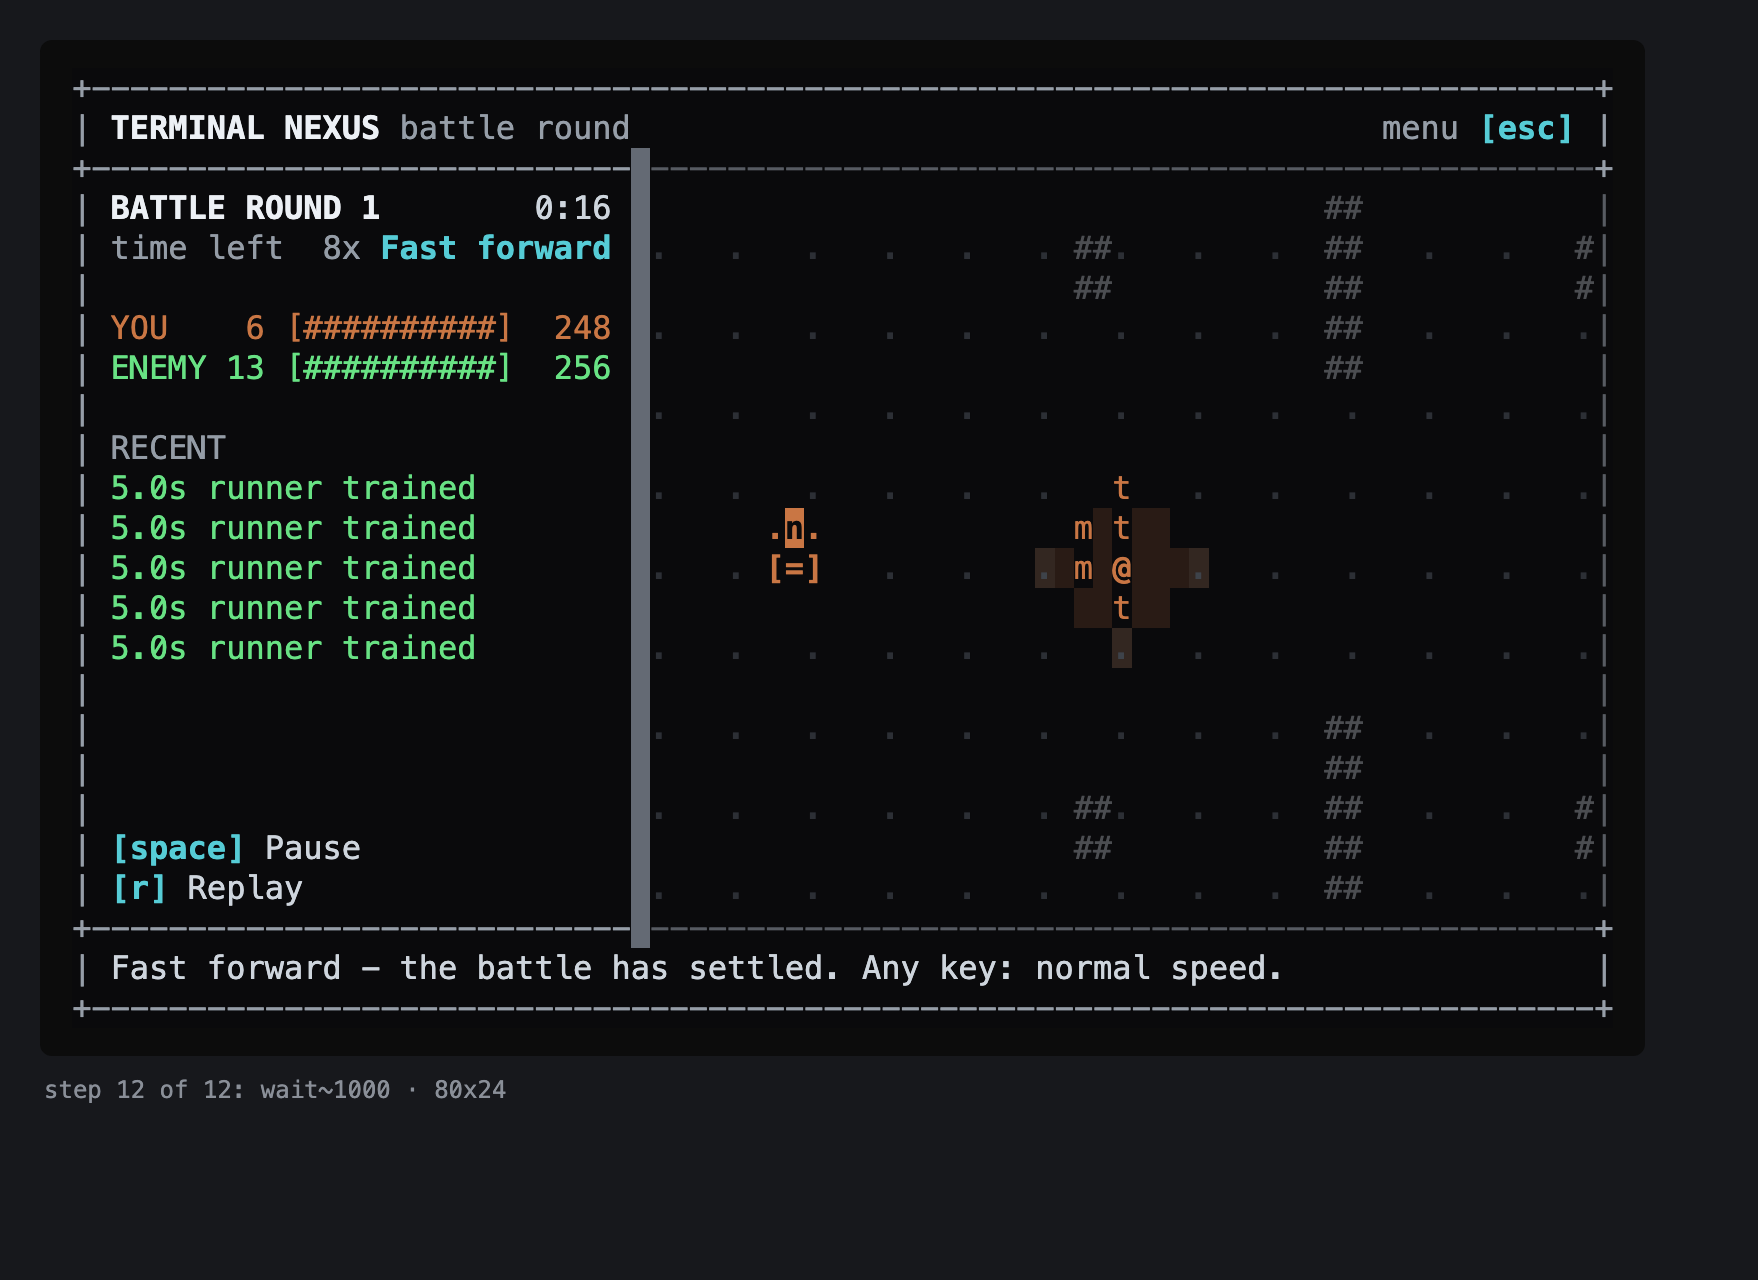 TERMINAL NEXUS battle round menu [esc]
BATTLE ROUND 1 0:16
time left 8x Fast forward
YOU 6 [##########] 248
ENEMY 13 [##########] 256
RECENT
5.0s runner trained
5.0s runner trained
5.0s runner trained
5.0s runner trained
5.0s runner trained
[space] Pause
[r] Replay
##
## ## #
## ## #
##
##
t
.n. m t
[=] m @
t
##
##
## ## #
## ## #
##
Fast forward – the battle has settled. Any key: normal speed.
step 12 of 12: wait~1000 · 80x24